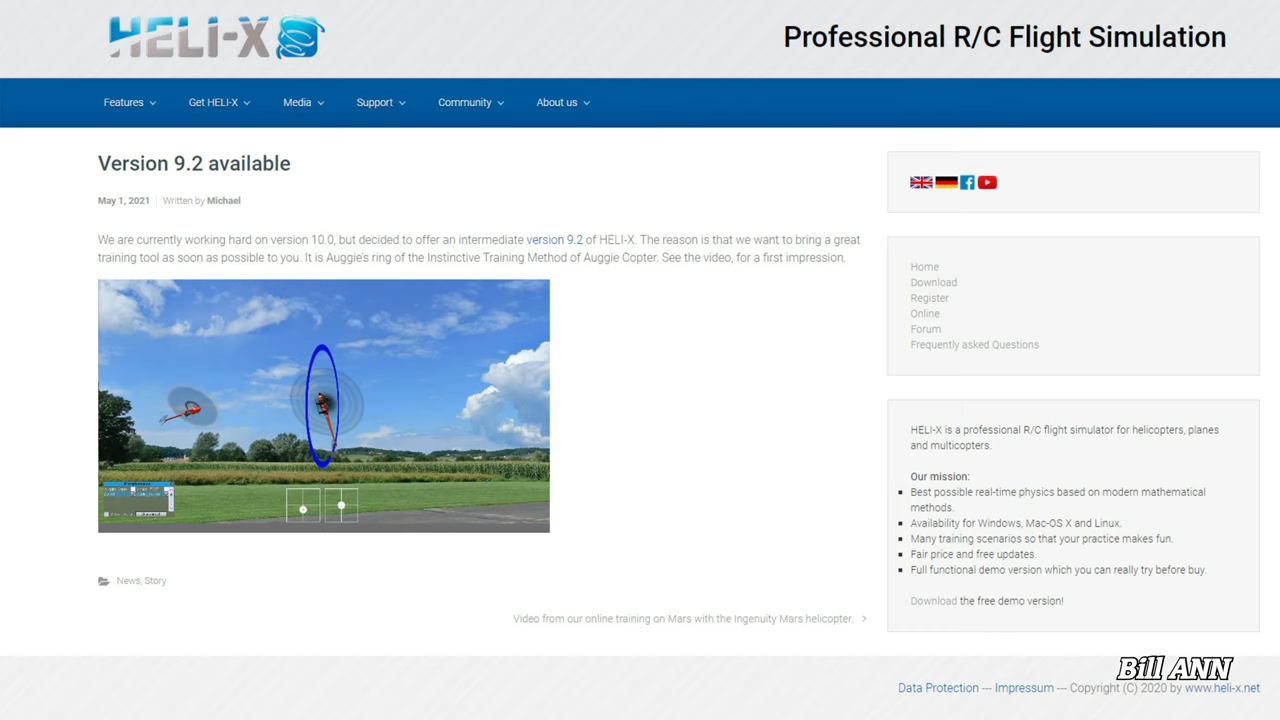 HELI-X
Professional R/C Flight Simulation
Features
Get HELI-X
Media
Support
Community
About us
Version 9.2 available
May 1, 2021 Written by Michael
We are currently working hard on version 10.0, but decided to offer an intermediate version 9.2 of HELI-X. The reason is that we want to bring a great
training tool as soon as possible to you. It is Auggie's ring of the Instinctive Training Method of Auggie Copter. See the video, for a first impression.
News, Story
Video from our online training on Mars with the Ingenuity Mars helicopter.
Home
Download
Register
Online
Forum
Frequently asked Questions
HELI-X is a professional R/C flight simulator for helicopters, planes
and multicopters.
Our mission:
Best possible real-time physics based on modern mathematical
methods.
Availability for Windows, Mac-OS X and Linux.
Many training scenarios so that your practice makes fun.
Fair price and free updates.
Full functional demo version which you can really try before buy.
Download the free demo version!
Bill ANN
Data Protection --- Impressum --- Copyright (C) 2020 by www.heli-x.net